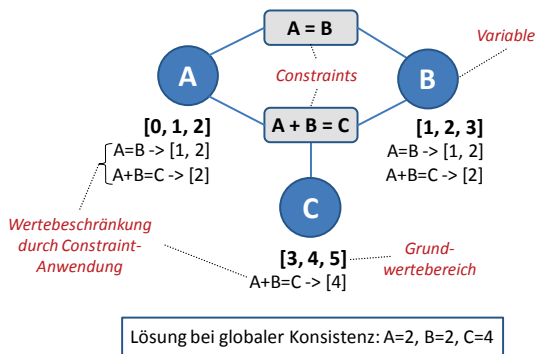 A = B
Variable
A
Constraints
B
[0, 1, 2]
A + B = C
[1, 2, 3]
A=B -> [1, 2]
A=B -> [1, 2]
A+B=C -> [2]
A+B=C -> [2]
C
Wertebeschränkung
durch Constraint-
Anwendung
[3, 4, 5]
Grund-
wertebereich
A+B=C -> [4]
Lösung bei globaler Konsistenz: A=2, B=2, C=4